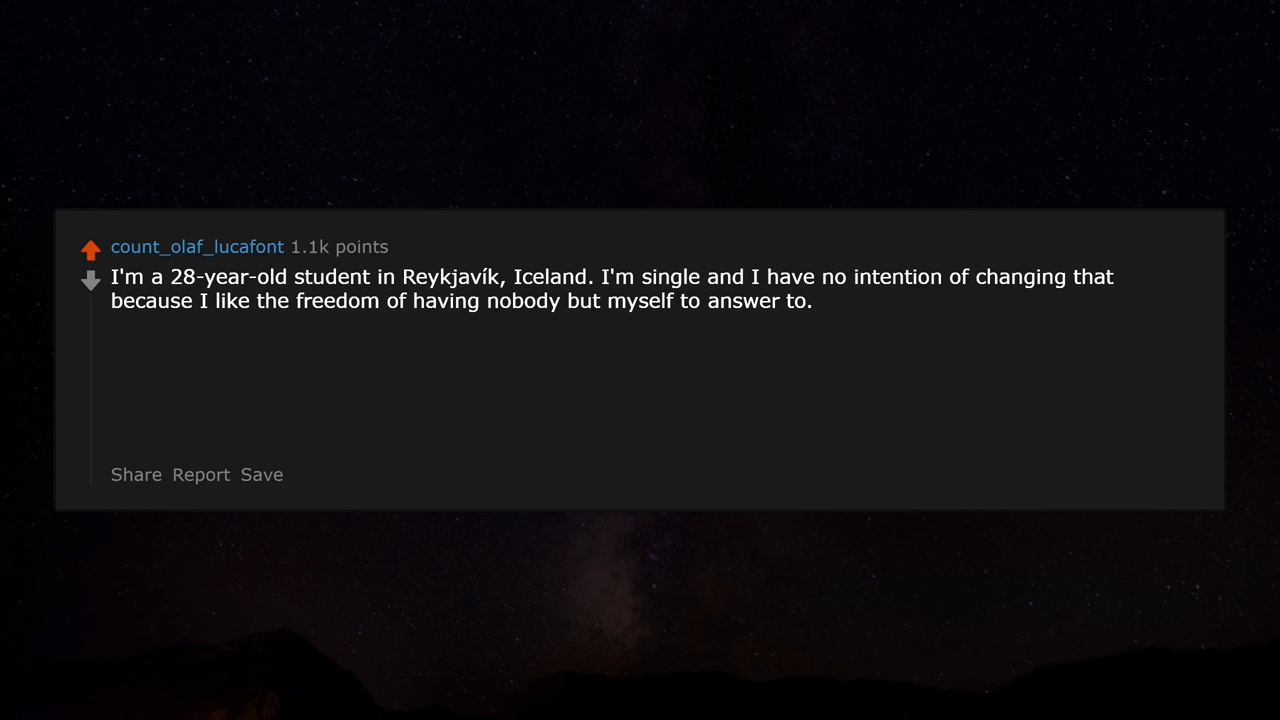 count_olaf_lucafont 1.1k points
I'm a 28-year-old student in Reykjavík, Iceland. I'm single and I have no intention of changing that
because I like the freedom of having nobody but myself to answer to.
Share Report Save